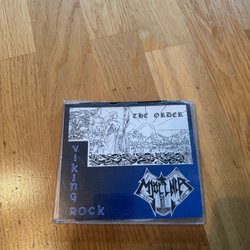 THE ORDER
VIKING
ROCK